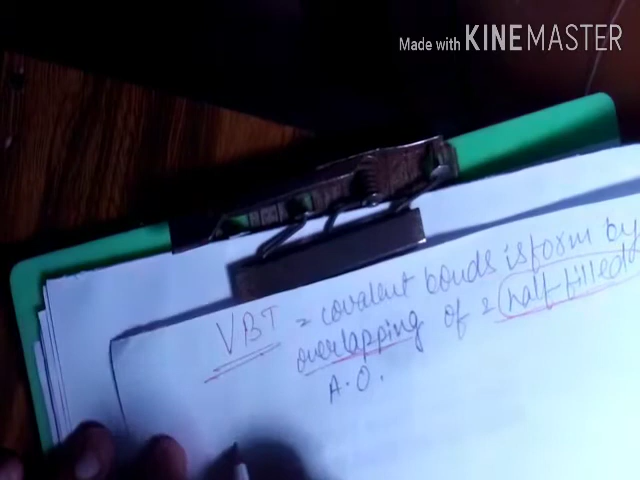 Made with KINEMASTER
VBT = covalent bonds is form by
overlapping of 2 half filled
A.O.